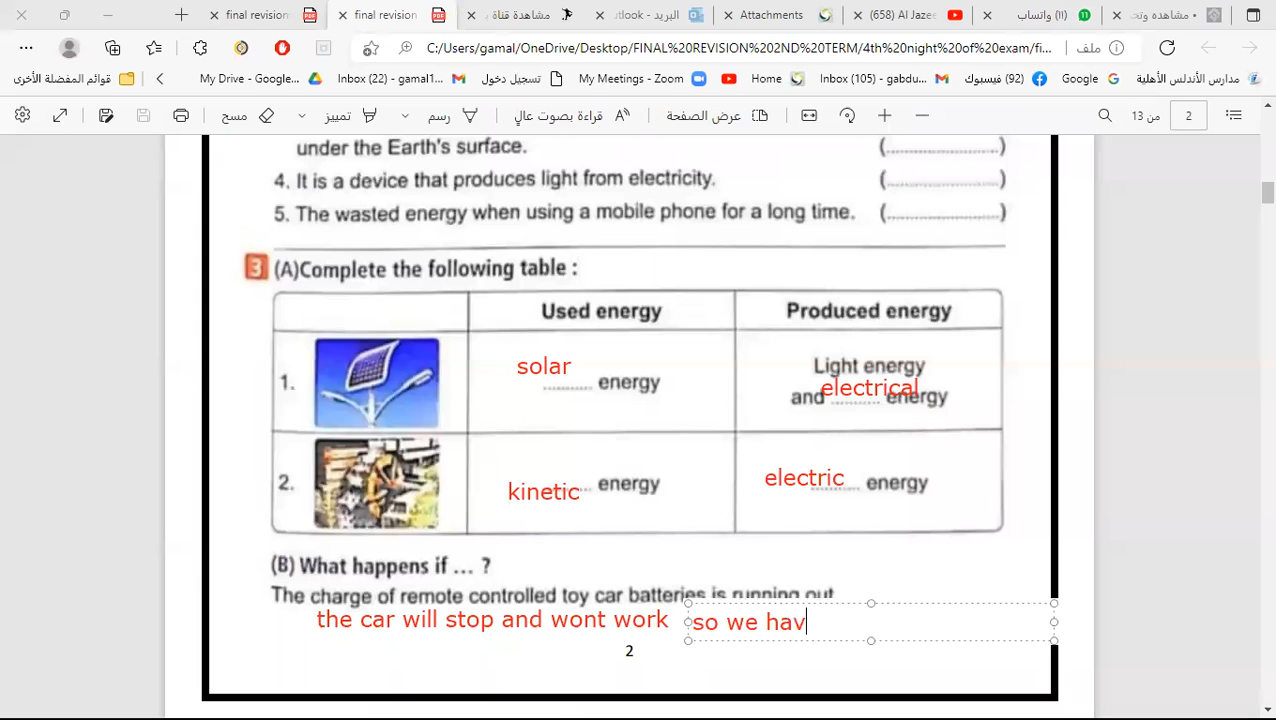 final revision
final revision
مشاهدة قناة
البريد - utlook
Attachments
(658) Al Jazee
(11) واتساب
مشاهده وتح
C:/Users/gamal/OneDrive/Desktop/FINAL%20REVISION%202ND%20TERM/4th%20night%20of%20exam/fi...
ملف
قوائم المفضلة الأخرى
My Drive - Google...
Inbox (22) - gamal1...
تسجيل دخول
My Meetings - Zoom
Home
Inbox (105) - gabdu...
(92) فيسبوك
Google
مدارس الأندلس الأهلية
مسح
تمييز
رسم
قراءة بصوت عالٍ
عرض الصفحة
من 13
2
under the Earth's surface. (....................)
4. It is a device that produces light from electricity. (....................)
5. The wasted energy when using a mobile phone for a long time. (....................)
3 (A)Complete the following table :
Used energy Produced energy
1. solar .......... energy Light energy
and electrical .......... energy
2. kinetic ... energy electric .......... energy
(B) What happens if ... ?
The charge of remote controlled toy car batteries is running out
the car will stop and wont work so we hav
2